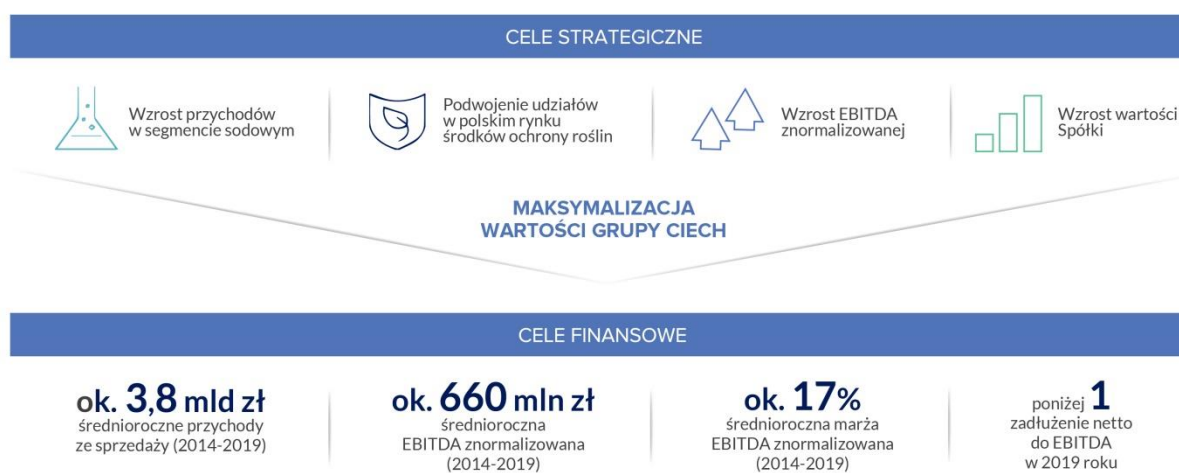 CELE STRATEGICZNE
Wzrost przychodów
w segmencie sodowym
Podwojenie udziałów
w polskim rynku
środków ochrony roślin
Wzrost EBITDA
znormalizowanej
Wzrost wartości
Spółki
MAKSYMALIZACJA
WARTOŚCI GRUPY CIECH
CELE FINANSOWE
ok. 3,8 mld zł
średnioroczne przychody
ze sprzedaży (2014-2019)
ok. 660 mln zł
średnioroczna
EBITDA znormalizowana
(2014-2019)
ok. 17%
średnioroczna marża
EBITDA znormalizowana
(2014-2019)
poniżej 1
zadłużenie netto
do EBITDA
w 2019 roku